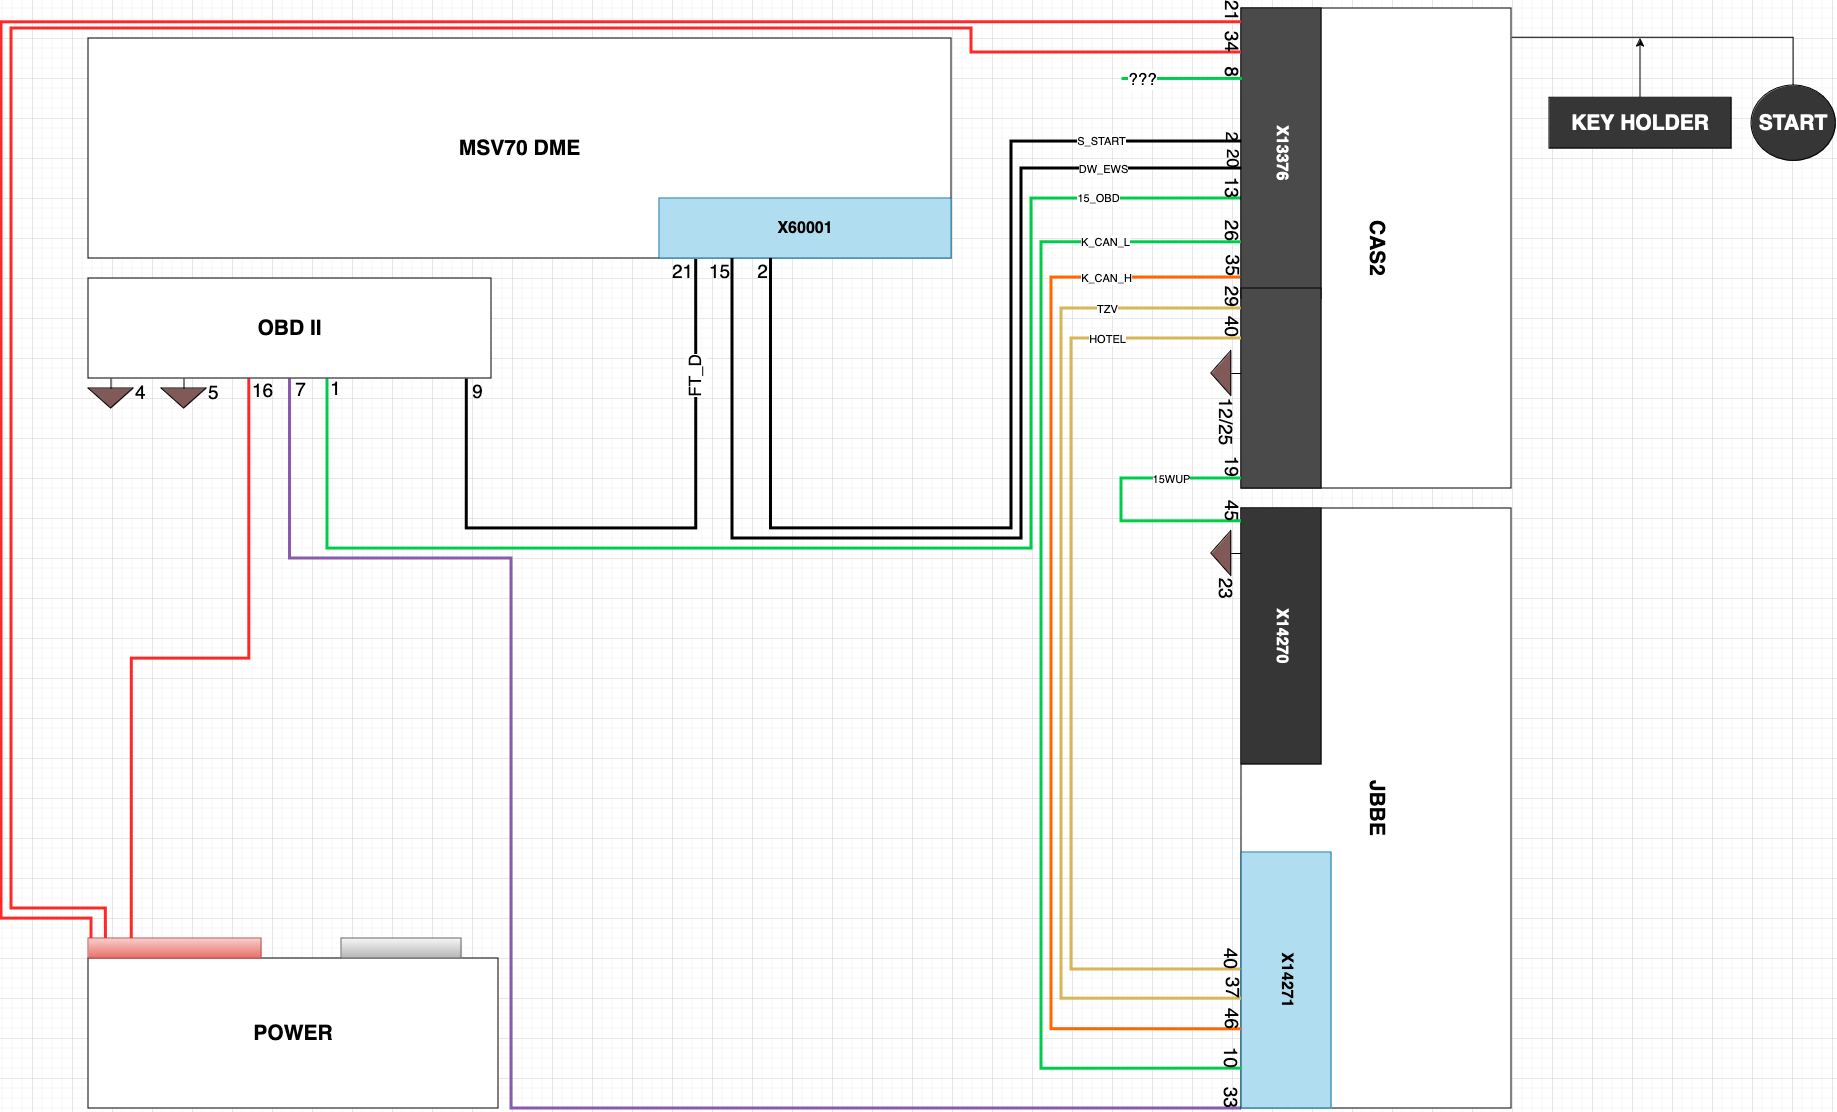 21
34
8
???
KEY HOLDER
START
MSV70 DME
X13376
S_START
2
DW_EWS
20
15_OBD
13
X60001
K_CAN_L
26
CAS2
K_CAN_H
35
21
15
2
TZV
29
HOTEL
40
OBD II
D_TF
4
5
16
7
1
9
12/25
15WUP
19
45
23
X14270
JBBE
40
37
X14271
46
10
33
POWER